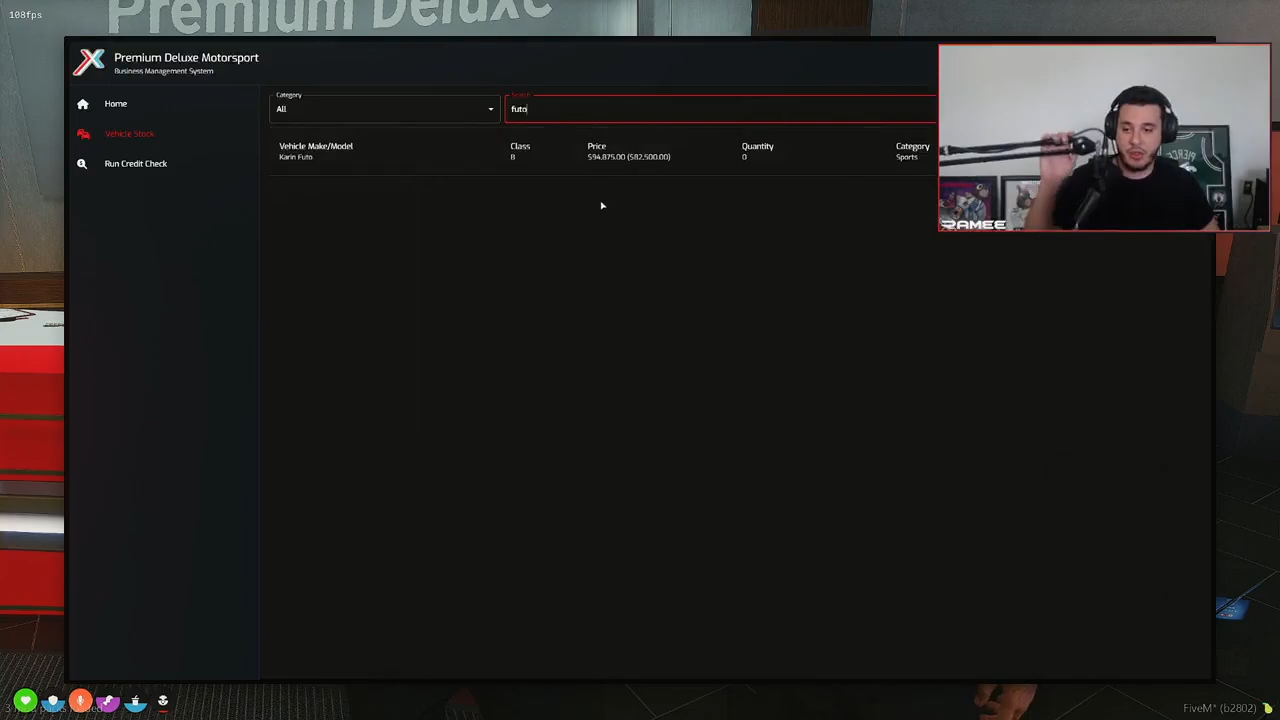 108fps
Premium Deluxe
Premium Deluxe Motorsport
Business Management System
Home
Vehicle Stock
Run Credit Check
Category
All
Search
futo
Vehicle Make/Model Class Price Quantity Category
Karin Futo B $94,875.00 ($82,500.00) 0 Sports
PIERCE
RAMEE
FiveM* (b2802)